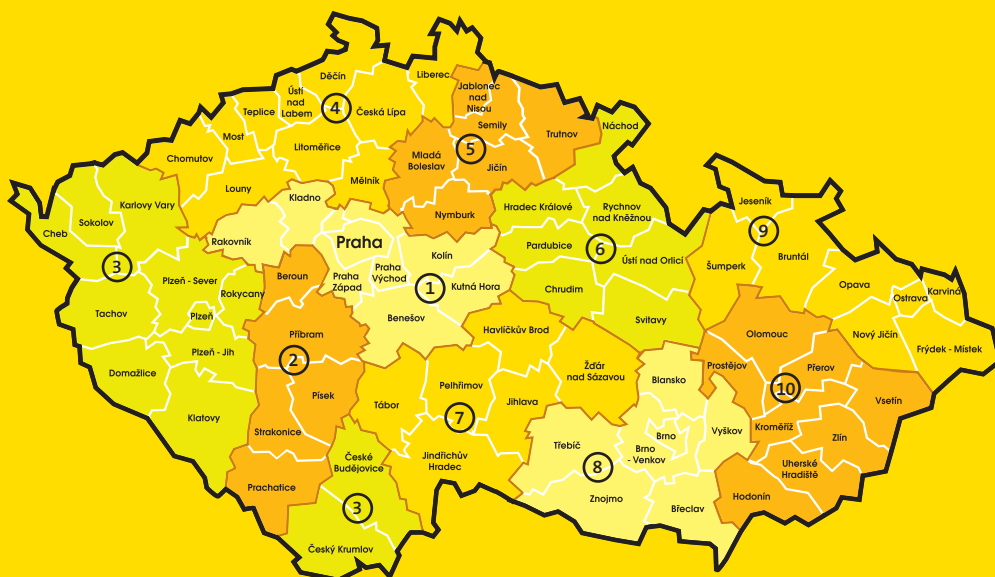 Děčín
Liberec
Ústí
nad
Labem
4
Česká Lípa
Teplice
Jablonec
nad
Nisou
Most
Semily
Trutnov
Náchod
Litoměřice
5
Chomutov
Mladá
Boleslav
Jičín
Mělník
Louny
Kladno
Karlovy Vary
Sokolov
Cheb
3
Nymburk
Hradec Králové
Rychnov
nad Kněžnou
Jeseník
9
Rakovník
Praha
Kolín
Pardubice
6
Ústí nad Orlicí
Šumperk
Bruntál
Plzeň - Sever
Rokycany
Beroun
Praha
Západ
Praha
Východ
1
Kutná Hora
Chrudim
Opava
Ostrava
Karviná
Tachov
Plzeň
Benešov
Svitavy
Příbram
Havlíčkův Brod
Olomouc
Nový Jičín
Frýdek - Místek
Plzeň - Jih
2
Domažlice
Žďár
nad Sázavou
Prostějov
Přerov
Blansko
10
Pelhřimov
Písek
Tábor
Jihlava
Vsetín
Klatovy
7
Strakonice
Kroměříž
Vyškov
Brno
Zlín
Třebíč
Brno
- Venkov
České
Budějovice
Jindřichův
Hradec
8
Uherské
Hradiště
Prachatice
Znojmo
Hodonín
3
Břeclav
Český Krumlov